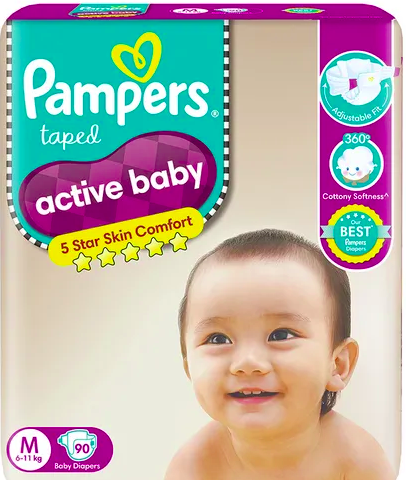 M
Pampers®
taped
active baby
5 Star Skin Comfort
Adjustable Fit
360°
Cottony Softness^
Our
BEST*
Pampers
Diapers
M
6-11 kg
90
Baby Diapers